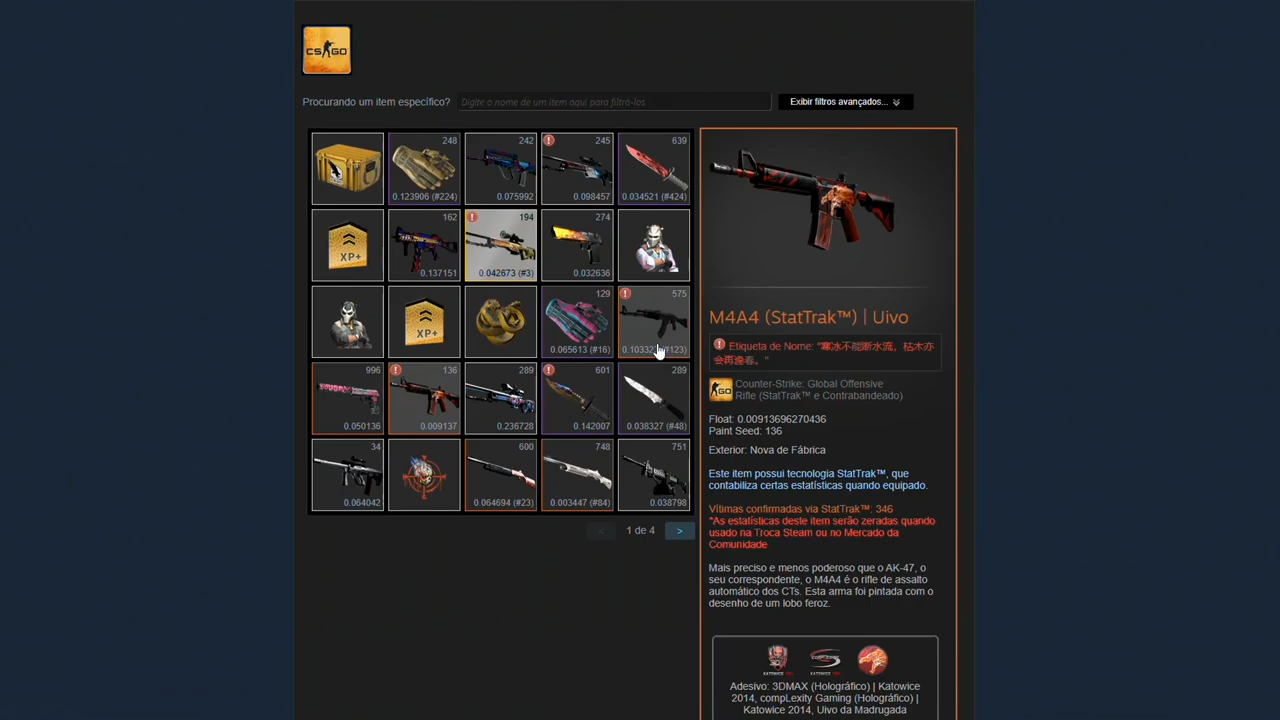 CS GO
Procurando um item específico?
Digite o nome de um item aqui para filtrá-los
Exibir filtros avançados...
248
242
245
639
0.123906 (#224)
0.075992
0.098457
0.034521 (#424)
XP+
162
194
274
0.137151
0.042673 (#3)
0.032636
XP+
129
575
0.065613 (#16)
996
136
289
601
289
0.050136
0.009137
0.236728
0.142007
0.038327 (#48)
34
600
748
751
0.064042
0.064694 (#23)
0.003447 (#84)
0.038798
<
1 de 4
>
M4A4 (StatTrak™) | Uivo
Etiqueta de Nome: "寒冰不能断水流，枯木亦
会再逢春。"
GO
Counter-Strike: Global Offensive
Rifle (StatTrak™ e Contrabandeado)
Float: 0.00913696270436
Paint Seed: 136
Exterior: Nova de Fábrica
Este item possui tecnologia StatTrak™, que
contabiliza certas estatísticas quando equipado.
Vítimas confirmadas via StatTrak™: 346
"As estatísticas deste item serão zeradas quando
usado na Troca Steam ou no Mercado da
Comunidade
Mais preciso e menos poderoso que o AK-47, o
seu correspondente, o M4A4 é o rifle de assalto
automático dos CTs. Esta arma foi pintada com o
desenho de um lobo feroz.
Adesivo: 3DMAX (Holográfico) | Katowice
2014, compLexity Gaming (Holográfico) |
Katowice 2014, Uivo da Madrugada